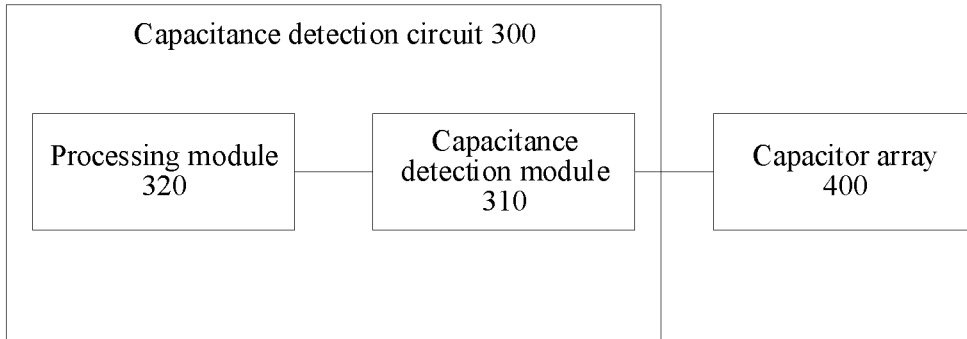 Capacitance detection circuit 300
Processing module
320
Capacitance
detection module
310
Capacitor array
400